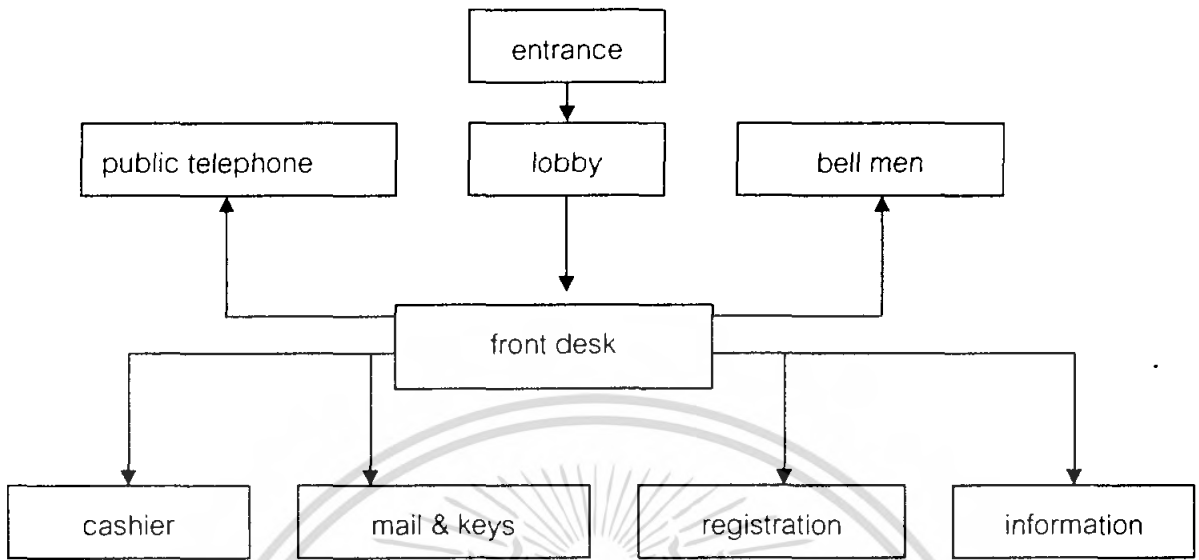 entrance
public telephone
lobby
bell men
front desk
cashier
mail & keys
registration
information